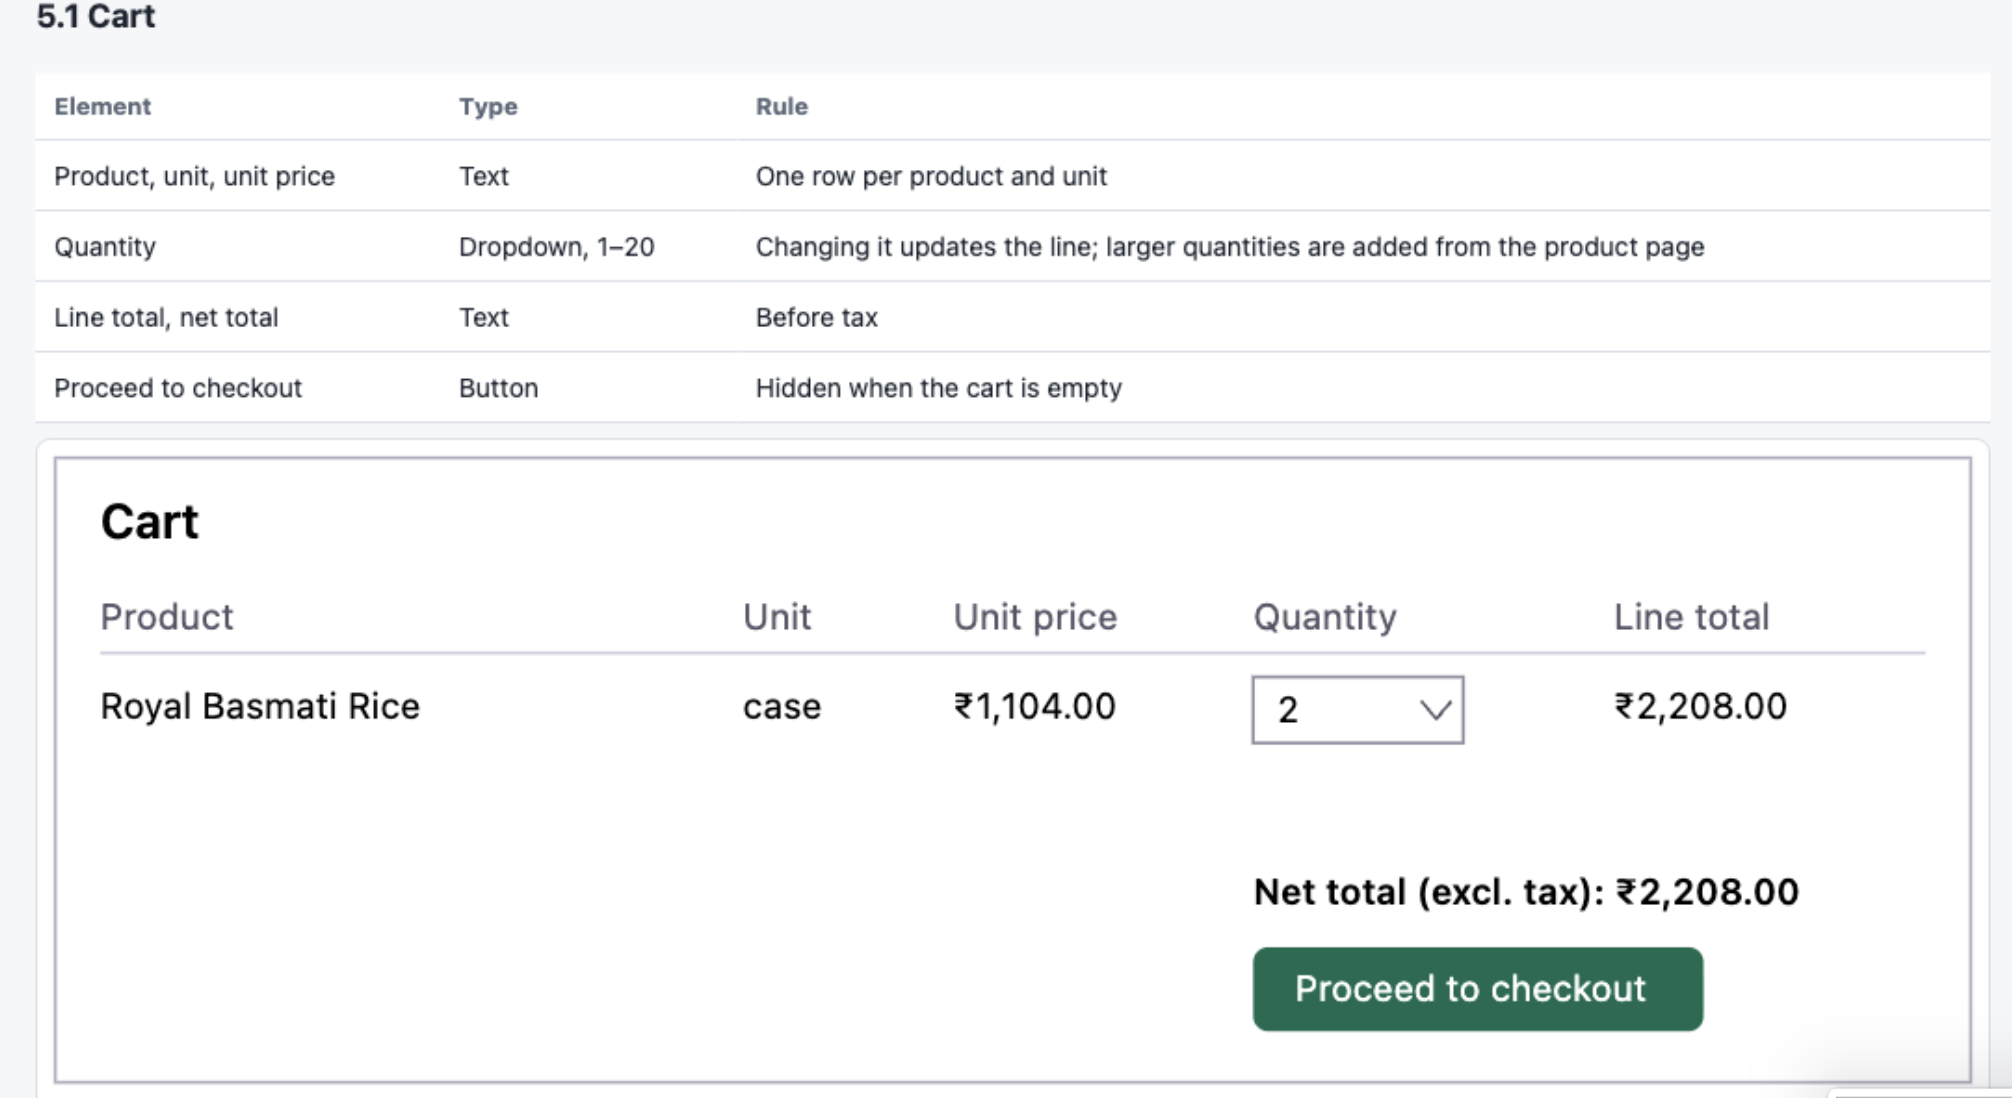 5.1 Cart
Element Type Rule
Product, unit, unit price Text One row per product and unit
Quantity Dropdown, 1–20 Changing it updates the line; larger quantities are added from the product page
Line total, net total Text Before tax
Proceed to checkout Button Hidden when the cart is empty
Cart
Product Unit Unit price Quantity Line total
Royal Basmati Rice case ₹1,104.00 2 ₹2,208.00
Net total (excl. tax): ₹2,208.00
Proceed to checkout